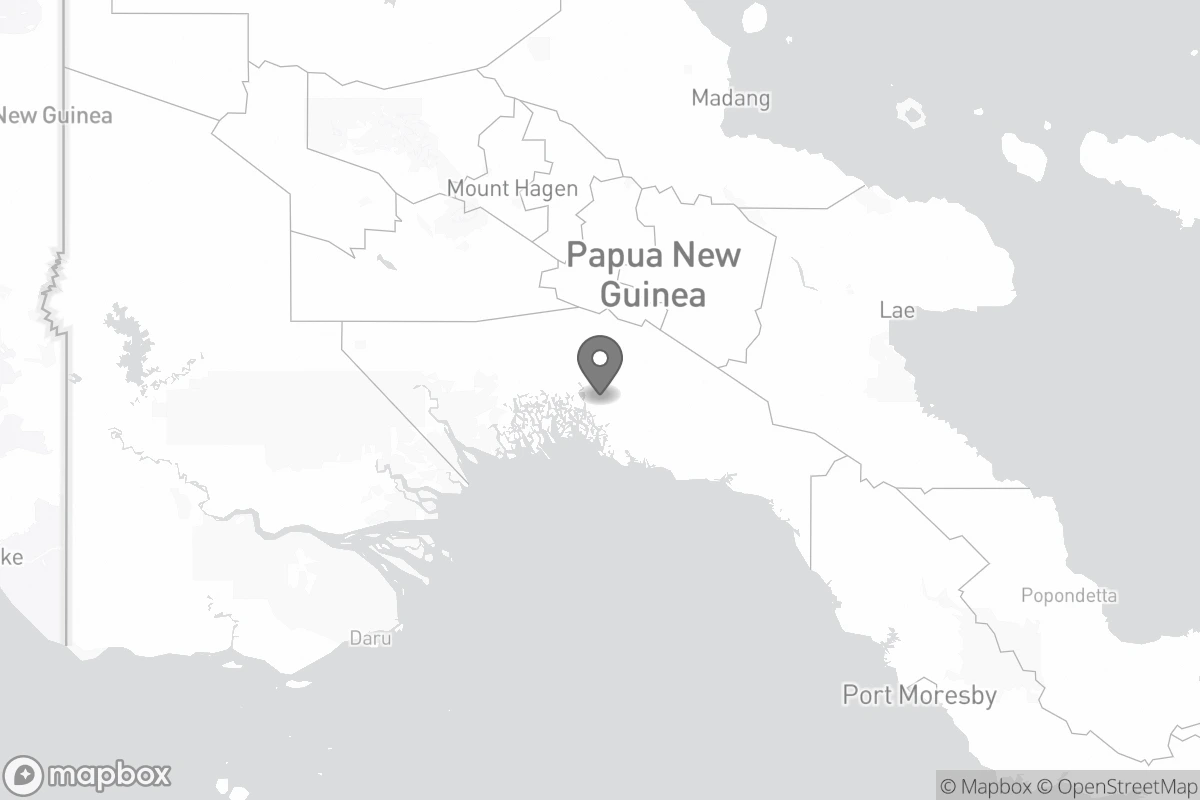 Madang
New Guinea
Mount Hagen
Papua New
Guinea
Lae
ke
Popondetta
Daru
Port Moresby
mapbox
© Mapbox © OpenStreetMap